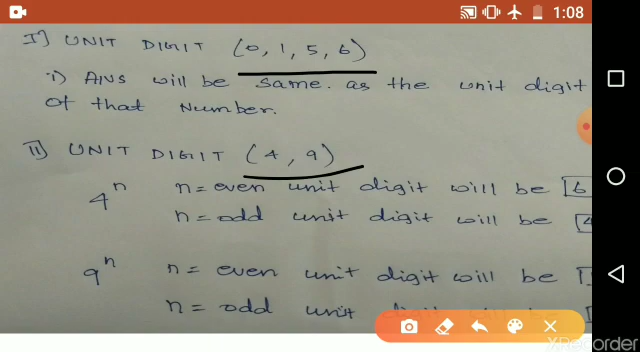 1:08
I) UNIT DIGIT (0, 1, 5, 6)
i) Ans will be same. as the unit digit
of that Number.
II) UNIT DIGIT (4, 9)
4ⁿ n = even unit digit will be 6
n = odd unit digit will be 4
9ⁿ n = even unit digit will be
n = odd unit
XRecorder